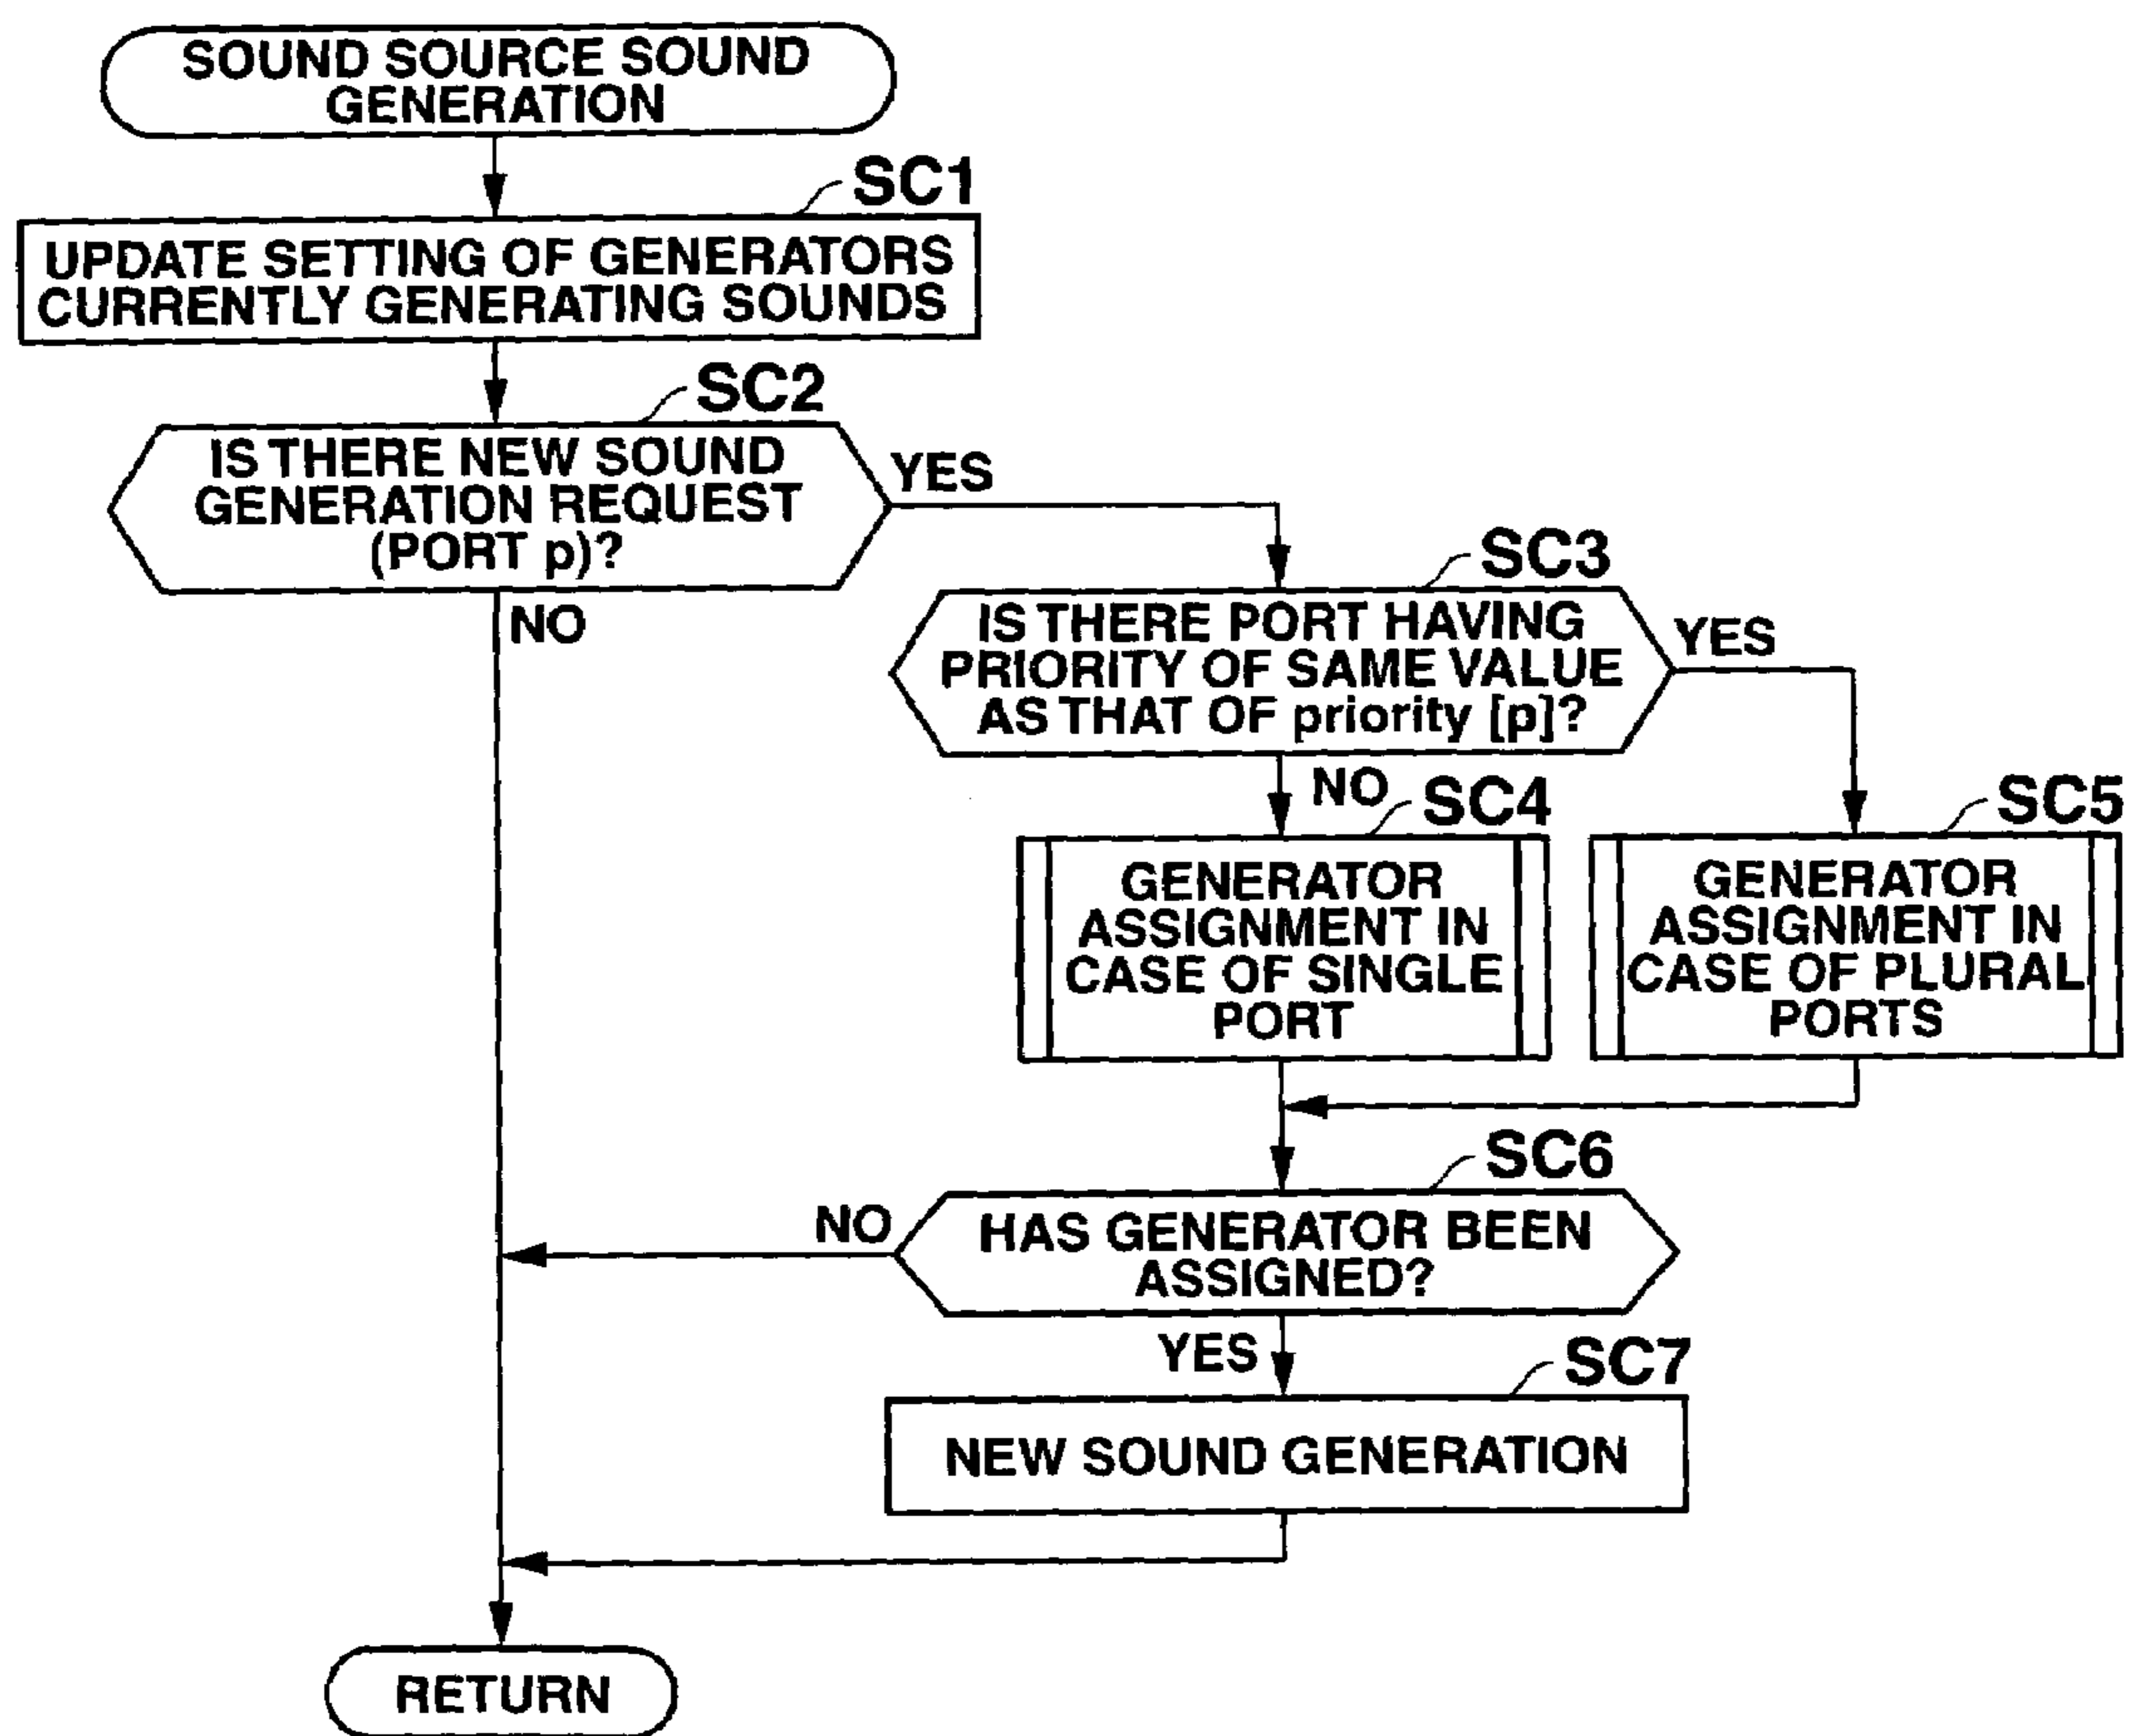 SOUND SOURCE SOUND
GENERATION
SC1
UPDATE SETTING OF GENERATORS
CURRENTLY GENERATING SOUNDS
SC2
IS THERE NEW SOUND
GENERATION REQUEST
(PORT p)?
YES
NO
SC3
IS THERE PORT HAVING
PRIORITY OF SAME VALUE
AS THAT OF priority [p]?
YES
NO
SC4
GENERATOR
ASSIGNMENT IN
CASE OF SINGLE
PORT
SC5
GENERATOR
ASSIGNMENT IN
CASE OF PLURAL
PORTS
SC6
HAS GENERATOR BEEN
ASSIGNED?
NO
YES
SC7
NEW SOUND GENERATION
RETURN